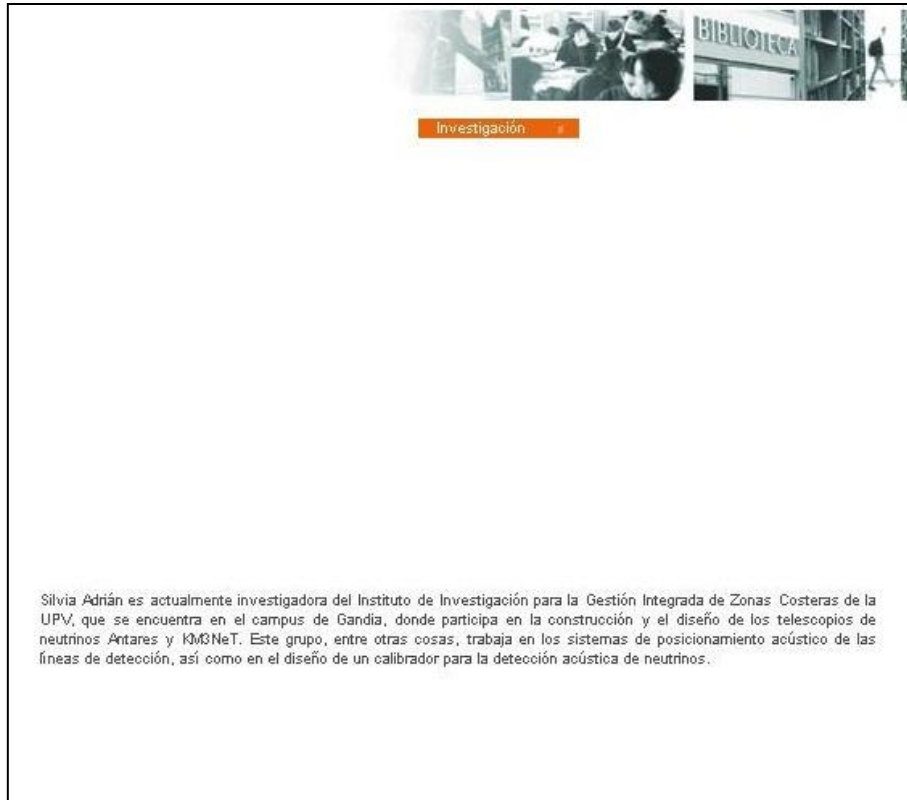 BIBLIOTECA
Investigación
Silvia Adrián es actualmente investigadora del Instituto de Investigación para la Gestión Integrada de Zonas Costeras de la
UPV, que se encuentra en el campus de Gandia, donde participa en la construcción y el diseño de los telescopios de
neutrinos Antares y KM3NeT. Este grupo, entre otras cosas, trabaja en los sistemas de posicionamiento acústico de las
líneas de detección, así como en el diseño de un calibrador para la detección acústica de neutrinos.